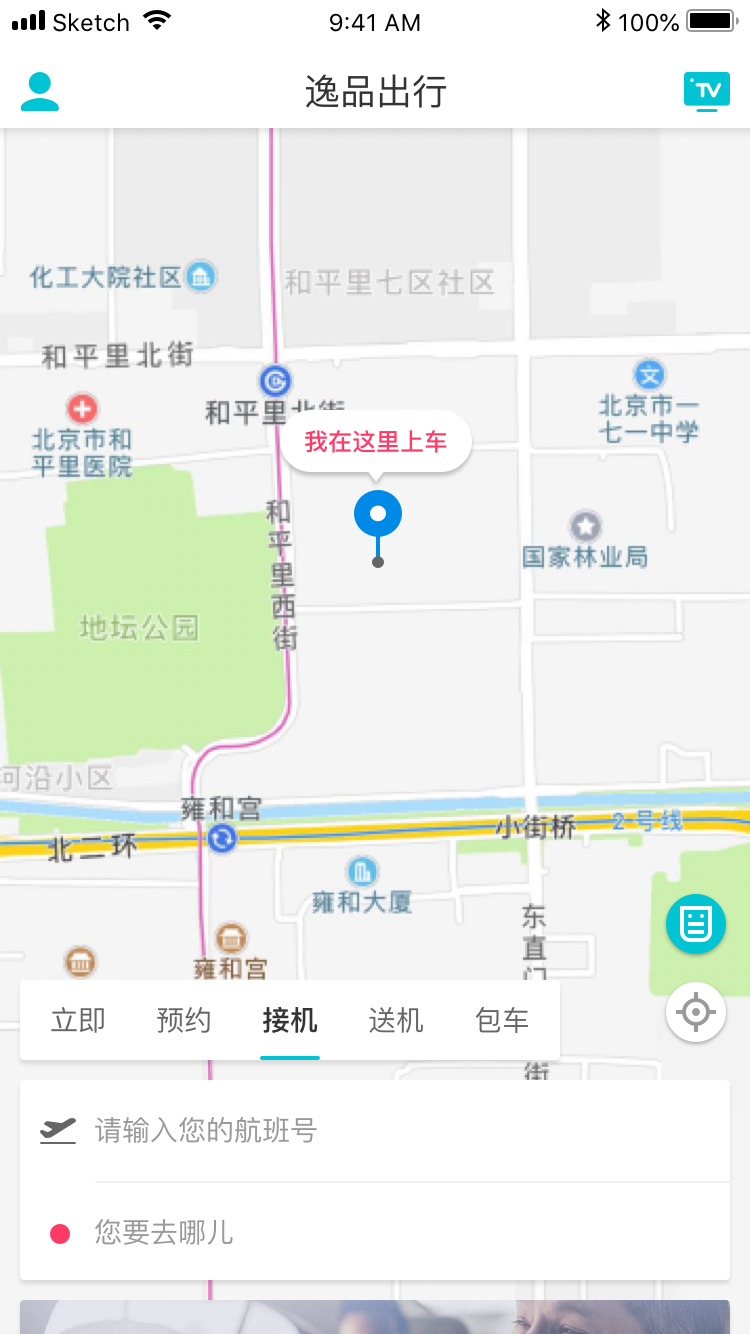 Sketch
9:41 AM
100%
逸品出行
TV
化工大院社区
和平里七区社区
和平里北街
和平里北街
北京市一
七一中学
北京市和
平里医院
我在这里上车
和平里西街
国家林业局
地坛公园
河沿小区
雍和宫
北二环
小街桥
2号线
雍和大厦
东直门
雍和宫
立即
预约
接机
送机
包车
街
请输入您的航班号
您要去哪儿